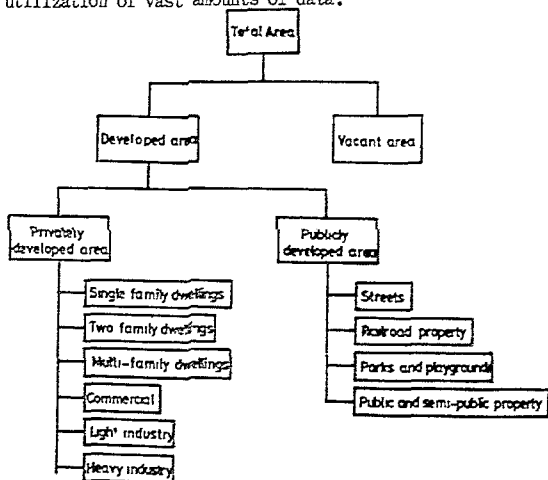 utilization of vast amounts of data.
Total Area
Developed area
Vacant area
Privately
developed area
Publicly
developed area
Single family dwellings
Two family dwellings
Multi-family dwellings
Commercial
Light industry
Heavy industry
Streets
Railroad property
Parks and playgrounds
Public and semi-public property